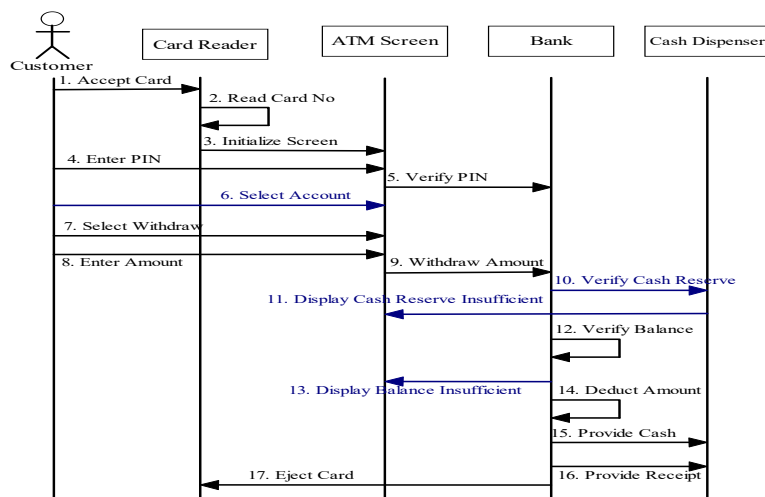 Card Reader
ATM Screen
Bank
Cash Dispenser
Customer
1. Accept Card
2. Read Card No
3. Initialize Screen
4. Enter PIN
5. Verify PIN
6. Select Account
7. Select Withdraw
8. Enter Amount
9. Withdraw Amount
10. Verify Cash Reserve
11. Display Cash Reserve Insufficient
12. Verify Balance
13. Display Balance Insufficient
14. Deduct Amount
15. Provide Cash
16. Provide Receipt
17. Eject Card